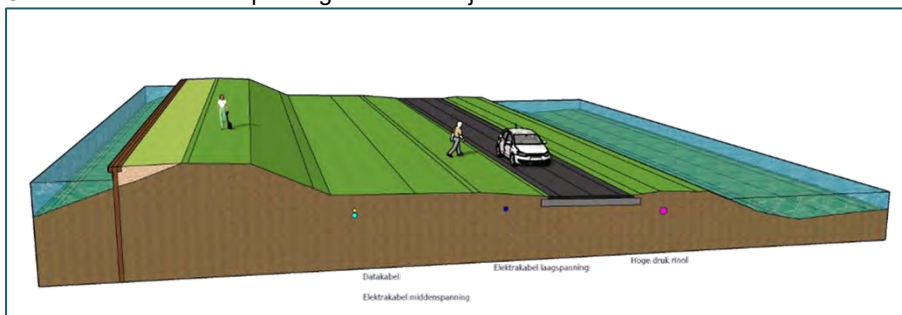 Datakabel
Elektrakabel middenspanning
Elektrakabel laagspanning
Hoge druk riool